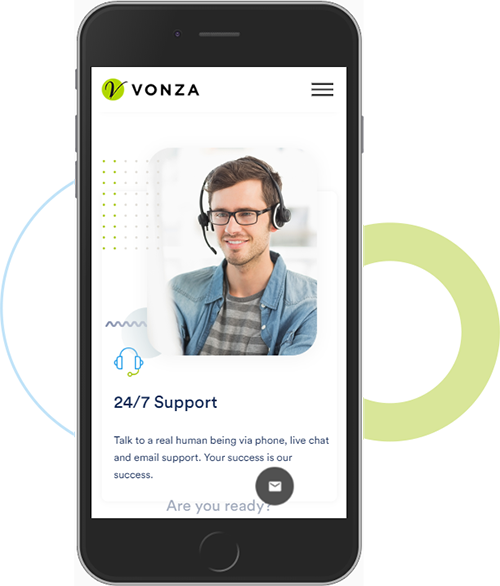 V VONZA
24/7 Support
Talk to a real human being via phone, live chat
and email support. Your success is our
success.
Are you ready?